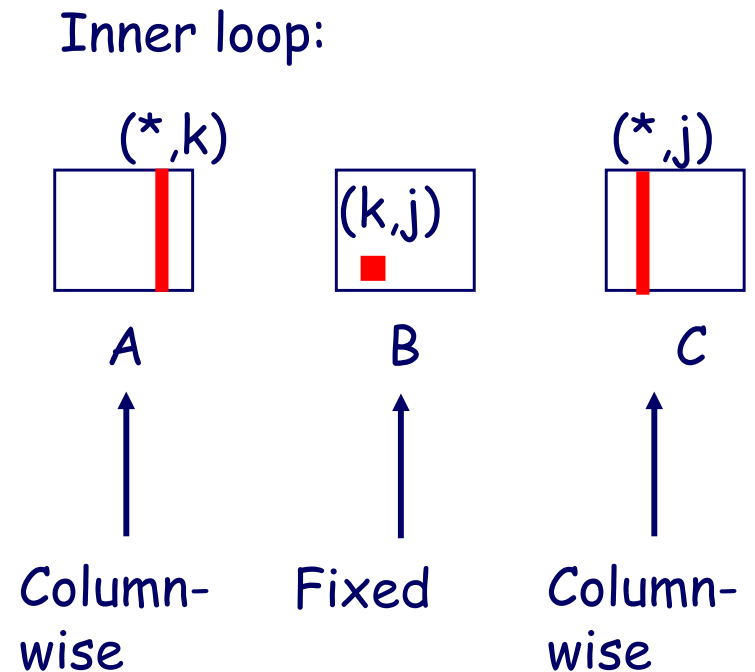 Inner loop:
(*,k)
(k,j)
(*,j)
A
B
C
Column-
wise
Fixed
Column-
wise